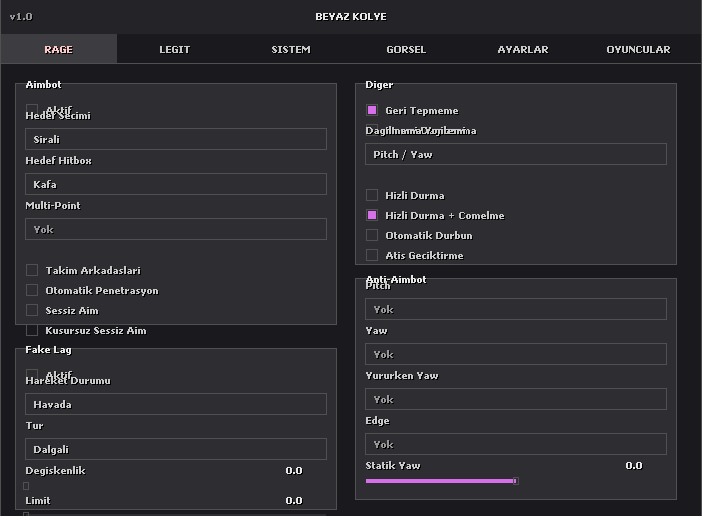 v1.0
BEYAZ KOLYE
RAGE
LEGIT
SISTEM
GORSEL
AYARLAR
OYUNCULAR
Aimbot
Aktif
Hedef Secimi
Sirali
Hedef Hitbox
Kafa
Multi-Point
Yok
Takim Arkadaslari
Otomatik Penetrasyon
Sessiz Aim
Kusursuz Sessiz Aim
Fake Lag
Aktif
Hareket Durumu
Havada
Tur
Dalgali
Degiskenlik
0.0
Limit
0.0
Diger
Geri Tepmeme
Pitch / Yaw
Hizli Durma
Hizli Durma + Comelme
Otomatik Durbun
Atis Geciktirme
Anti-Aimbot
Pitch
Yok
Yaw
Yok
Yururken Yaw
Yok
Edge
Yok
Statik Yaw
0.0